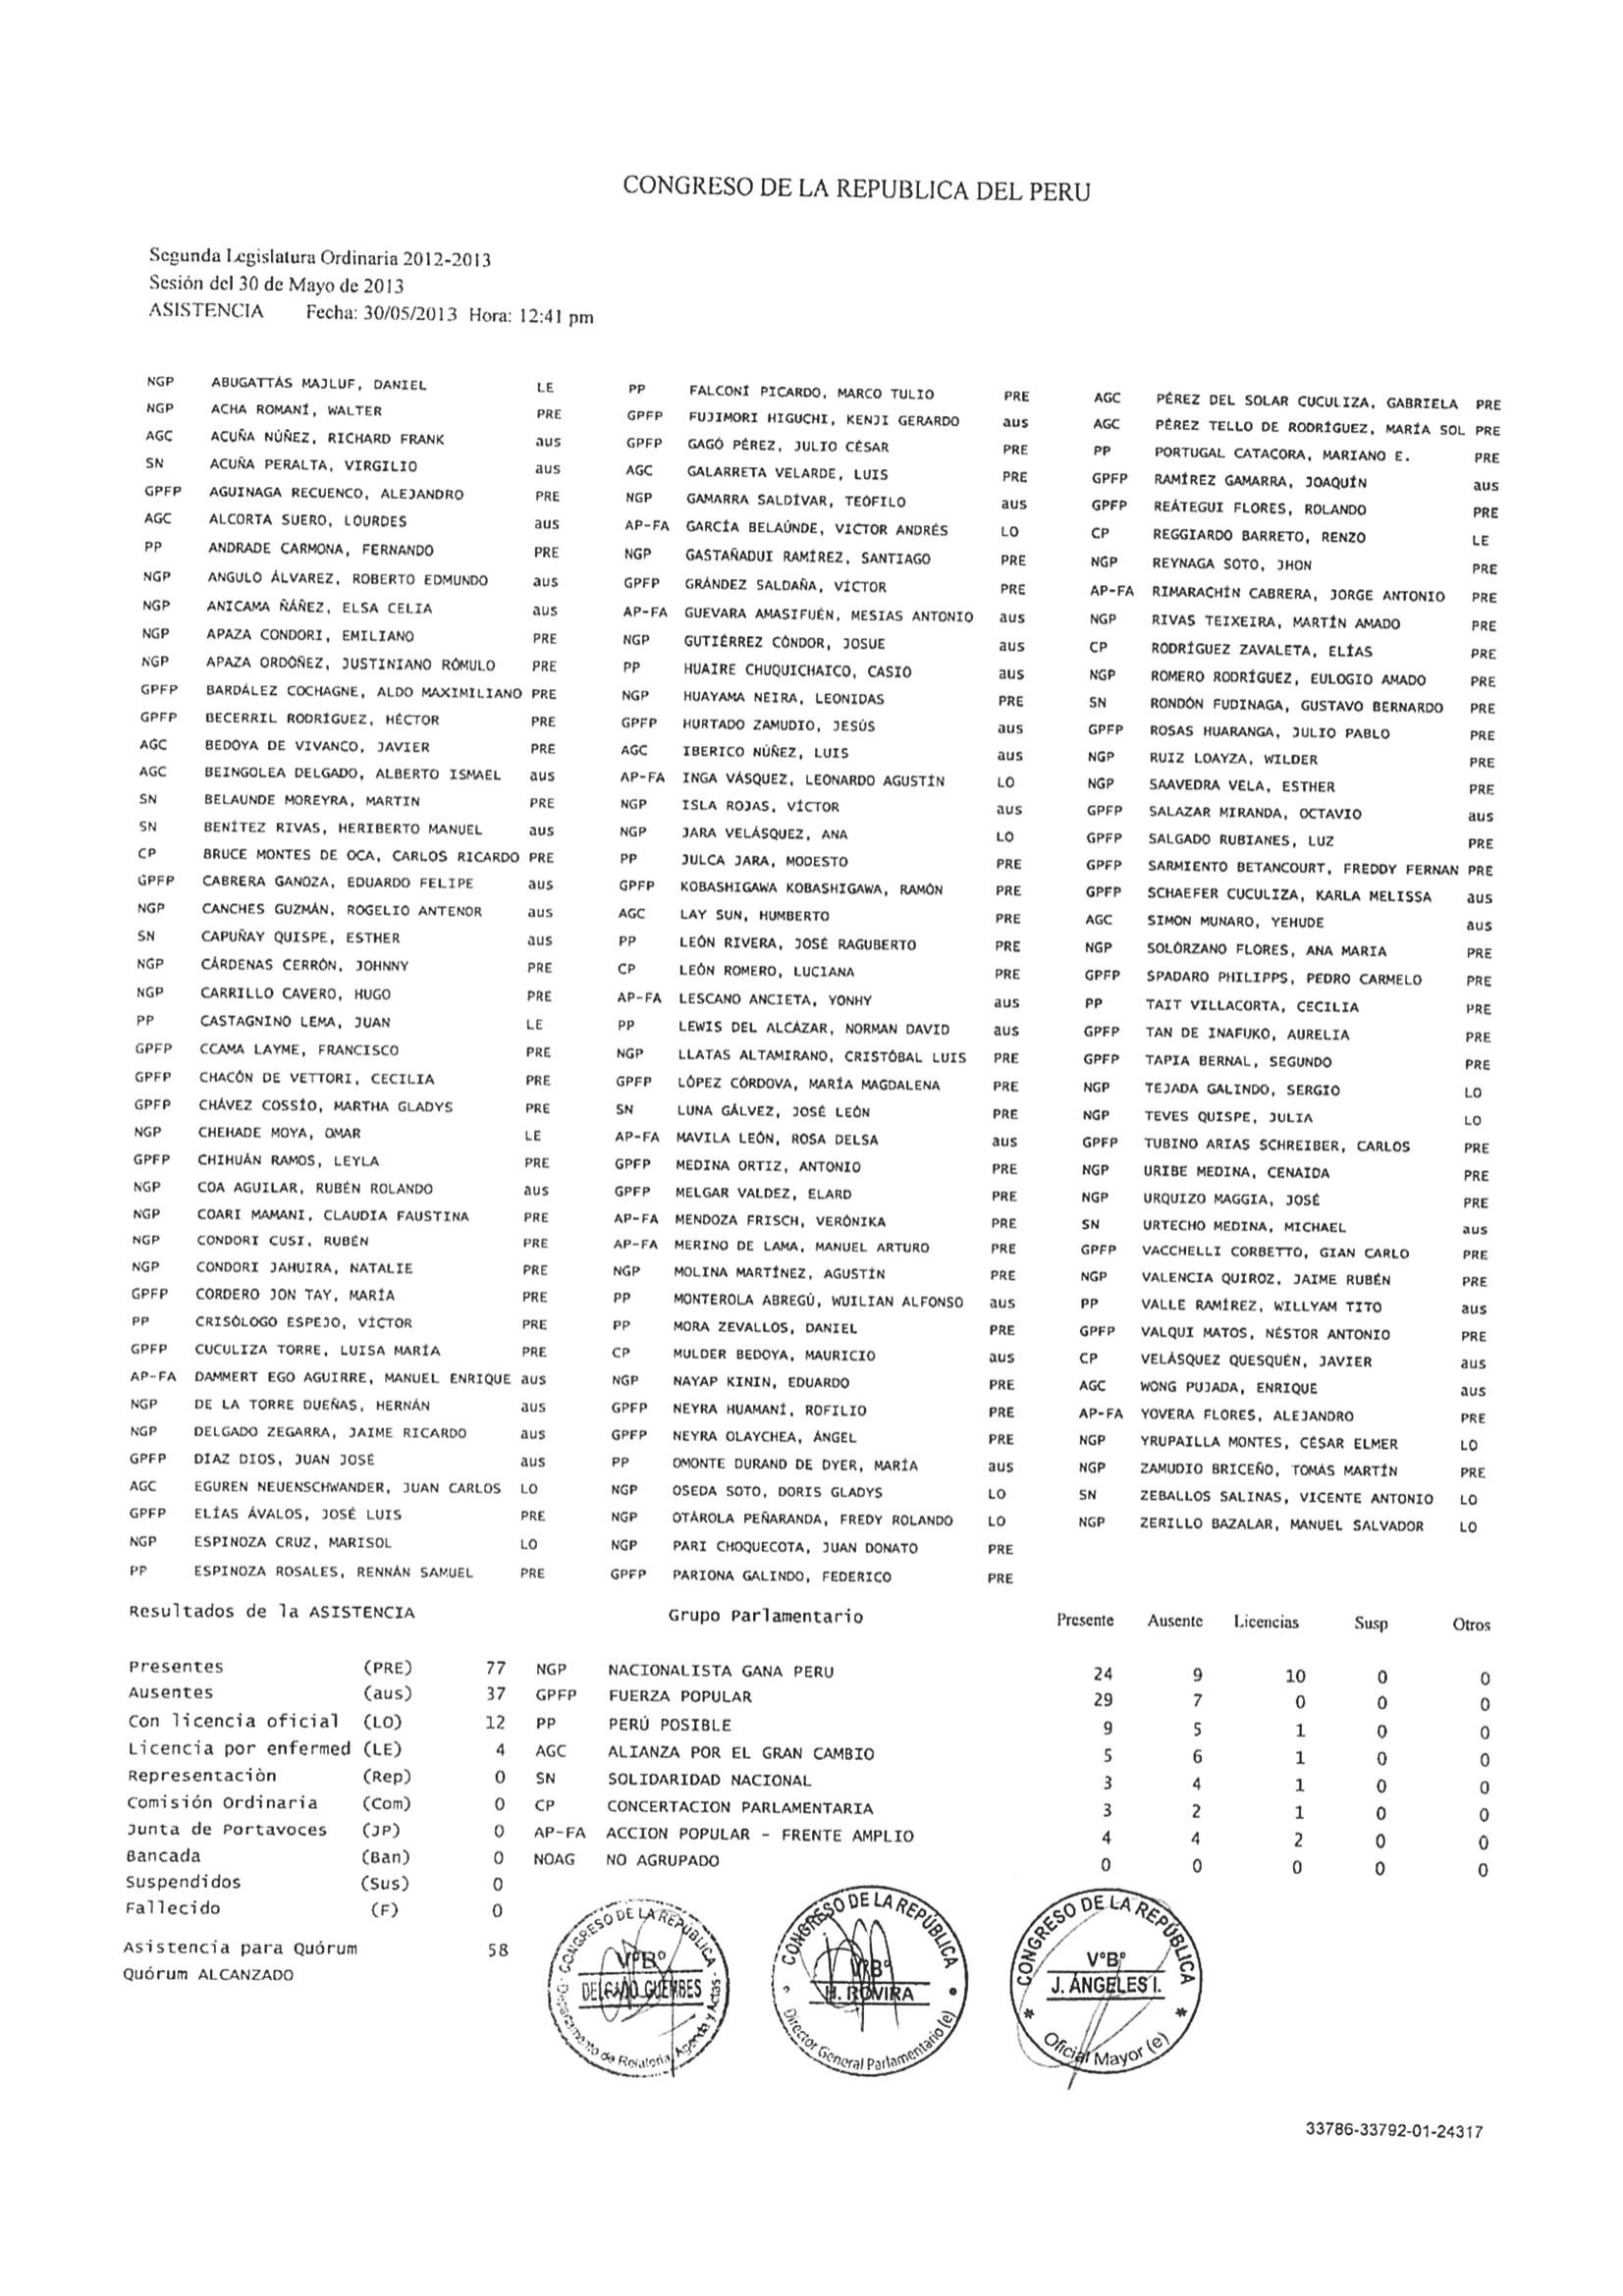 CONGRESO DE LA REPUBLICA DEL PERU
Segunda Legislatura Ordinaria 2012-2013
Sesión del 30 de Mayo de 2013
ASISTENCIA Fecha: 30/05/2013 Hora: 12:41 pm
NGP ABUGATTÁS MAJLUF, DANIEL LE PP FALCONÍ PICARDO, MARCO TULIO PRE AGC PÉREZ DEL SOLAR CUCULIZA, GABRIELA PRE
NGP ACHA ROMANÍ, WALTER PRE GPFP FUJIMORI HIGUCHI, KENJI GERARDO aus AGC PÉREZ TELLO DE RODRÍGUEZ, MARÍA SOL PRE
AGC ACUÑA NÚÑEZ, RICHARD FRANK aus GPFP GAGÓ PÉREZ, JULIO CÉSAR PRE PP PORTUGAL CATACORA, MARIANO E. PRE
SN ACUÑA PERALTA, VIRGILIO aus AGC GALARRETA VELARDE, LUIS PRE GPFP RAMÍREZ GAMARRA, JOAQUÍN aus
GPFP AGUINAGA RECUENCO, ALEJANDRO PRE NGP GAMARRA SALDÍVAR, TEÓFILO aus GPFP REÁTEGUI FLORES, ROLANDO PRE
AGC ALCORTA SUERO, LOURDES aus AP-FA GARCÍA BELAÚNDE, VICTOR ANDRÉS LO CP REGGIARDO BARRETO, RENZO LE
PP ANDRADE CARMONA, FERNANDO PRE NGP GASTAÑADUI RAMÍREZ, SANTIAGO PRE NGP REYNAGA SOTO, JHON PRE
NGP ANGULO ÁLVAREZ, ROBERTO EDMUNDO aus GPFP GRÁNDEZ SALDAÑA, VÍCTOR PRE AP-FA RIMARACHÍN CABRERA, JORGE ANTONIO PRE
NGP ANICAMA ÑÁÑEZ, ELSA CELIA aus AP-FA GUEVARA AMASIFUÉN, MESIAS ANTONIO aus NGP RIVAS TEIXEIRA, MARTÍN AMADO PRE
NGP APAZA CONDORI, EMILIANO PRE NGP GUTIÉRREZ CÓNDOR, JOSUE aus CP RODRÍGUEZ ZAVALETA, ELÍAS PRE
NGP APAZA ORDÓÑEZ, JUSTINIANO RÓMULO PRE PP HUAIRE CHUQUICHAICO, CASIO aus NGP ROMERO RODRÍGUEZ, EULOGIO AMADO PRE
GPFP BARDÁLEZ COCHAGNE, ALDO MAXIMILIANO PRE NGP HUAYAMA NEIRA, LEONIDAS PRE SN RONDÓN FUDINAGA, GUSTAVO BERNARDO PRE
GPFP BECERRIL RODRÍGUEZ, HÉCTOR PRE GPFP HURTADO ZAMUDIO, JESÚS aus GPFP ROSAS HUARANGA, JULIO PABLO PRE
AGC BEDOYA DE VIVANCO, JAVIER PRE AGC IBERICO NÚÑEZ, LUIS aus NGP RUIZ LOAYZA, WILDER PRE
AGC BEINGOLEA DELGADO, ALBERTO ISMAEL aus AP-FA INGA VÁSQUEZ, LEONARDO AGUSTÍN LO NGP SAAVEDRA VELA, ESTHER PRE
SN BELAUNDE MOREYRA, MARTIN PRE NGP ISLA ROJAS, VÍCTOR aus GPFP SALAZAR MIRANDA, OCTAVIO aus
SN BENÍTEZ RIVAS, HERIBERTO MANUEL aus NGP JARA VELÁSQUEZ, ANA LO GPFP SALGADO RUBIANES, LUZ PRE
CP BRUCE MONTES DE OCA, CARLOS RICARDO PRE PP JULCA JARA, MODESTO PRE GPFP SARMIENTO BETANCOURT, FREDDY FERNAN PRE
GPFP CABRERA GANOZA, EDUARDO FELIPE aus GPFP KOBASHIGAWA KOBASHIGAWA, RAMÓN PRE GPFP SCHAEFER CUCULIZA, KARLA MELISSA aus
NGP CANCHES GUZMÁN, ROGELIO ANTENOR aus AGC LAY SUN, HUMBERTO PRE AGC SIMON MUNARO, YEHUDE aus
SN CAPUÑAY QUISPE, ESTHER aus PP LEÓN RIVERA, JOSÉ RAGUBERTO PRE NGP SOLÓRZANO FLORES, ANA MARIA PRE
NGP CÁRDENAS CERRÓN, JOHNNY PRE CP LEÓN ROMERO, LUCIANA PRE GPFP SPADARO PHILIPPS, PEDRO CARMELO PRE
NGP CARRILLO CAVERO, HUGO PRE AP-FA LESCANO ANCIETA, YONHY aus PP TAIT VILLACORTA, CECILIA PRE
PP CASTAGNINO LEMA, JUAN LE PP LEWIS DEL ALCÁZAR, NORMAN DAVID aus GPFP TAN DE INAFUKO, AURELIA PRE
GPFP CCAMA LAYME, FRANCISCO PRE NGP LLATAS ALTAMIRANO, CRISTÓBAL LUIS PRE GPFP TAPIA BERNAL, SEGUNDO PRE
GPFP CHACÓN DE VETTORI, CECILIA PRE GPFP LÓPEZ CÓRDOVA, MARÍA MAGDALENA PRE NGP TEJADA GALINDO, SERGIO LO
GPFP CHÁVEZ COSSÍO, MARTHA GLADYS PRE SN LUNA GÁLVEZ, JOSÉ LEÓN PRE NGP TEVES QUISPE, JULIA LO
NGP CHEHADE MOYA, OMAR LE AP-FA MAVILA LEÓN, ROSA DELSA aus GPFP TUBINO ARIAS SCHREIBER, CARLOS PRE
GPFP CHIHUÁN RAMOS, LEYLA PRE GPFP MEDINA ORTIZ, ANTONIO PRE NGP URIBE MEDINA, CENAIDA PRE
NGP COA AGUILAR, RUBÉN ROLANDO aus GPFP MELGAR VALDEZ, ELARD PRE NGP URQUIZO MAGGIA, JOSÉ PRE
NGP COARI MAMANI, CLAUDIA FAUSTINA PRE AP-FA MENDOZA FRISCH, VERÓNIKA PRE SN URTECHO MEDINA, MICHAEL aus
NGP CONDORI CUSI, RUBÉN PRE AP-FA MERINO DE LAMA, MANUEL ARTURO PRE GPFP VACCHELLI CORBETTO, GIAN CARLO PRE
NGP CONDORI JAHUIRA, NATALIE PRE NGP MOLINA MARTÍNEZ, AGUSTÍN PRE NGP VALENCIA QUIROZ, JAIME RUBÉN PRE
GPFP CORDERO JON TAY, MARÍA PRE PP MONTEROLA ABREGÚ, WUILIAN ALFONSO aus PP VALLE RAMÍREZ, WILLYAM TITO aus
PP CRISÓLOGO ESPEJO, VÍCTOR PRE PP MORA ZEVALLOS, DANIEL PRE GPFP VALQUI MATOS, NÉSTOR ANTONIO PRE
GPFP CUCULIZA TORRE, LUISA MARÍA PRE CP MULDER BEDOYA, MAURICIO aus CP VELÁSQUEZ QUESQUÉN, JAVIER aus
AP-FA DAMMERT EGO AGUIRRE, MANUEL ENRIQUE aus NGP NAYAP KININ, EDUARDO PRE AGC WONG PUJADA, ENRIQUE aus
NGP DE LA TORRE DUEÑAS, HERNÁN aus GPFP NEYRA HUAMANÍ, ROFILIO PRE AP-FA YOVERA FLORES, ALEJANDRO PRE
NGP DELGADO ZEGARRA, JAIME RICARDO aus GPFP NEYRA OLAYCHEA, ÁNGEL PRE NGP YRUPAILLA MONTES, CÉSAR ELMER LO
GPFP DÍAZ DIOS, JUAN JOSÉ aus PP OMONTE DURAND DE DYER, MARÍA aus NGP ZAMUDIO BRICEÑO, TOMÁS MARTÍN PRE
AGC EGUREN NEUENSCHWANDER, JUAN CARLOS LO NGP OSEDA SOTO, DORIS GLADYS LO SN ZEBALLOS SALINAS, VICENTE ANTONIO LO
GPFP ELÍAS ÁVALOS, JOSÉ LUIS PRE NGP OTÁROLA PEÑARANDA, FREDY ROLANDO LO NGP ZERILLO BAZALAR, MANUEL SALVADOR LO
NGP ESPINOZA CRUZ, MARISOL LO NGP PARI CHOQUECOTA, JUAN DONATO PRE
PP ESPINOZA ROSALES, RENNÁN SAMUEL PRE GPFP PARIONA GALINDO, FEDERICO PRE
Resultados de la ASISTENCIA Grupo Parlamentario Presente Ausente Licencias Susp Otros
Presentes (PRE) 77 NGP NACIONALISTA GANA PERU 24 9 10 0 0
Ausentes (aus) 37 GPFP FUERZA POPULAR 29 7 0 0 0
Con licencia oficial (LO) 12 PP PERÚ POSIBLE 9 5 1 0 0
Licencia por enfermed (LE) 4 AGC ALIANZA POR EL GRAN CAMBIO 5 6 1 0 0
Representación (Rep) 0 SN SOLIDARIDAD NACIONAL 3 4 1 0 0
Comisión Ordinaria (Com) 0 CP CONCERTACION PARLAMENTARIA 3 2 1 0 0
Junta de Portavoces (JP) 0 AP-FA ACCION POPULAR - FRENTE AMPLIO 4 4 2 0 0
Bancada (Ban) 0 NOAG NO AGRUPADO 0 0 0 0 0
Suspendidos (Sus) 0
Fallecido (F) 0
Asistencia para Quórum 58
Quórum ALCANZADO
CONGRESO DE LA REPÚBLICA
V°B°
DELGADO GUEMBES
Departamento de Relatoría, Agenda y Actas
CONGRESO DE LA REPÚBLICA
V°B°
H. ROVIRA
Director General Parlamentario (e)
CONGRESO DE LA REPÚBLICA
V°B°
J. ÁNGELES I.
Oficial Mayor (e)
33786-33792-01-24317